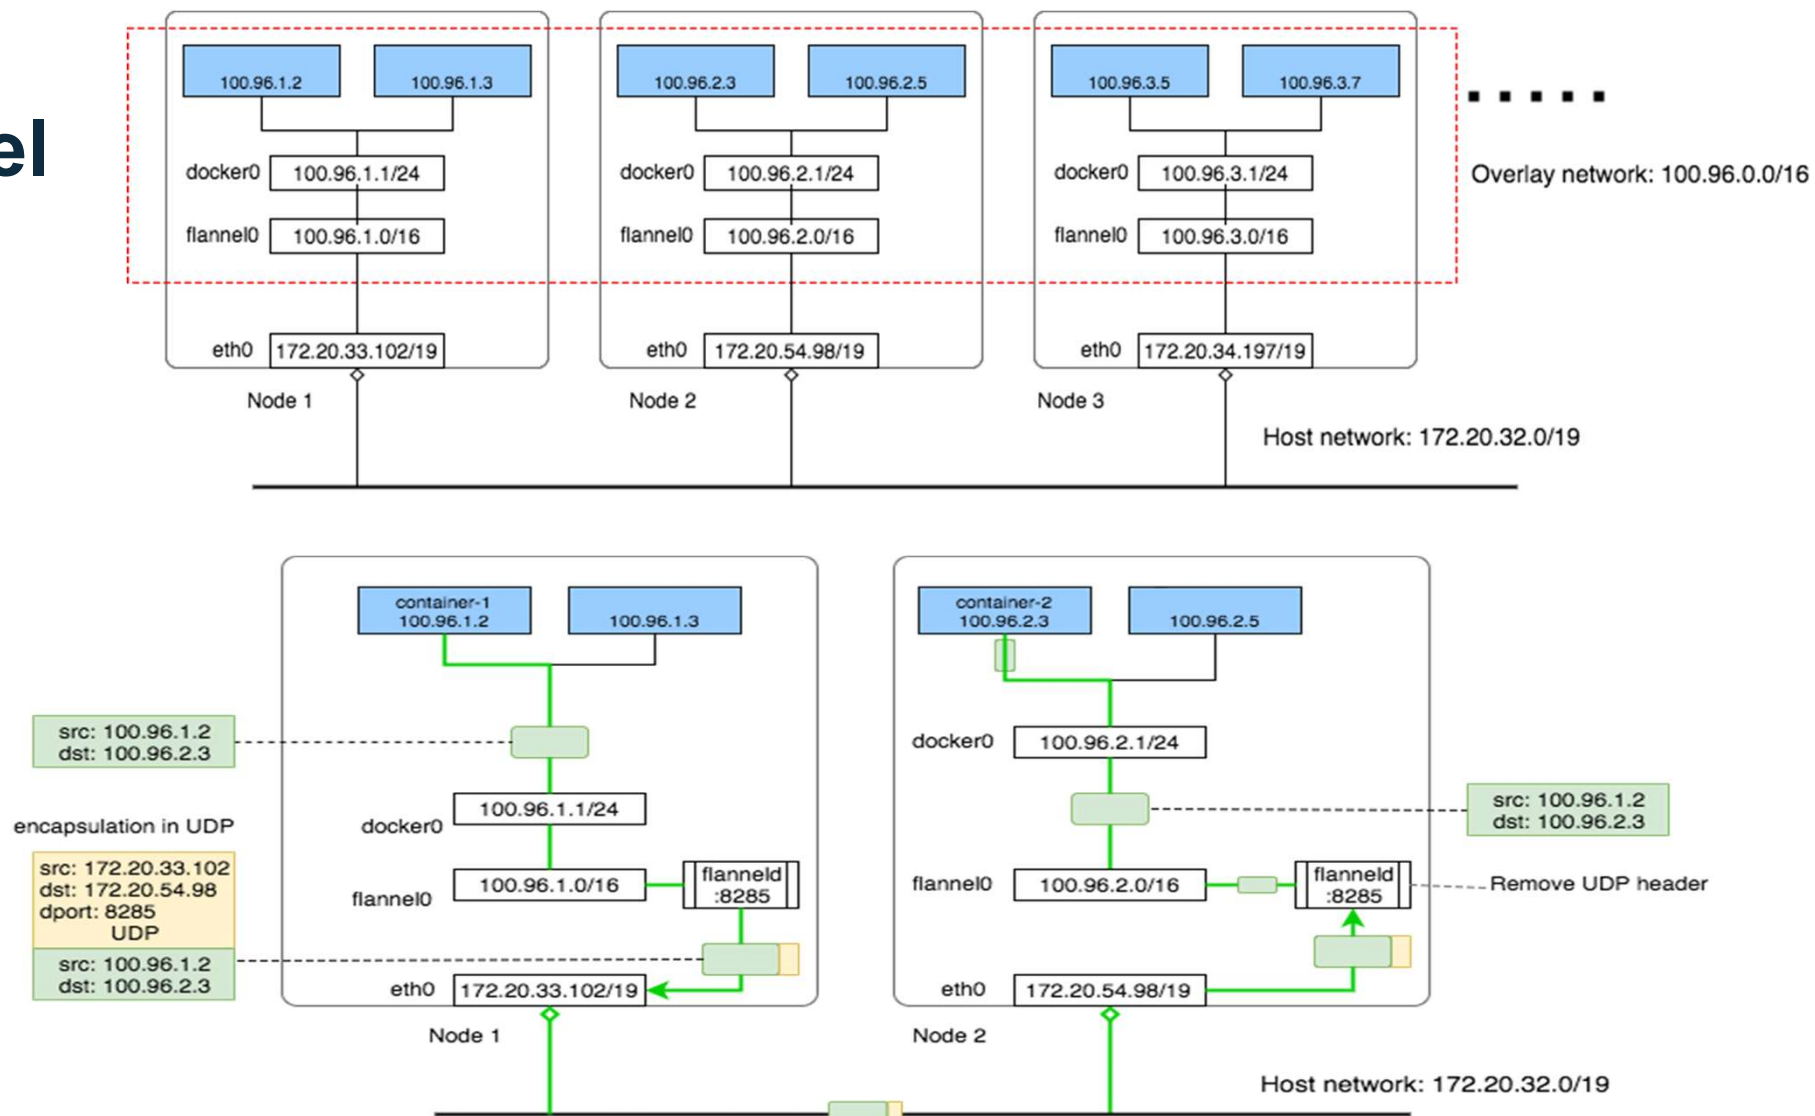 el
100.96.1.2
100.96.1.3
100.96.2.3
100.96.2.5
100.96.3.5
100.96.3.7
docker0
100.96.1.1/24
docker0
100.96.2.1/24
docker0
100.96.3.1/24
Overlay network: 100.96.0.0/16
flannel0
100.96.1.0/16
flannel0
100.96.2.0/16
flannel0
100.96.3.0/16
eth0
172.20.33.102/19
eth0
172.20.54.98/19
eth0
172.20.34.197/19
Node 1
Node 2
Node 3
Host network: 172.20.32.0/19
container-1
100.96.1.2
100.96.1.3
container-2
100.96.2.3
100.96.2.5
src: 100.96.1.2
dst: 100.96.2.3
docker0
100.96.2.1/24
encapsulation in UDP
docker0
100.96.1.1/24
src: 100.96.1.2
dst: 100.96.2.3
src: 172.20.33.102
dst: 172.20.54.98
dport: 8285
UDP
src: 100.96.1.2
dst: 100.96.2.3
flannel0
100.96.1.0/16
flanneld
:8285
flannel0
100.96.2.0/16
flanneld
:8285
Remove UDP header
eth0
172.20.33.102/19
eth0
172.20.54.98/19
Node 1
Node 2
Host network: 172.20.32.0/19